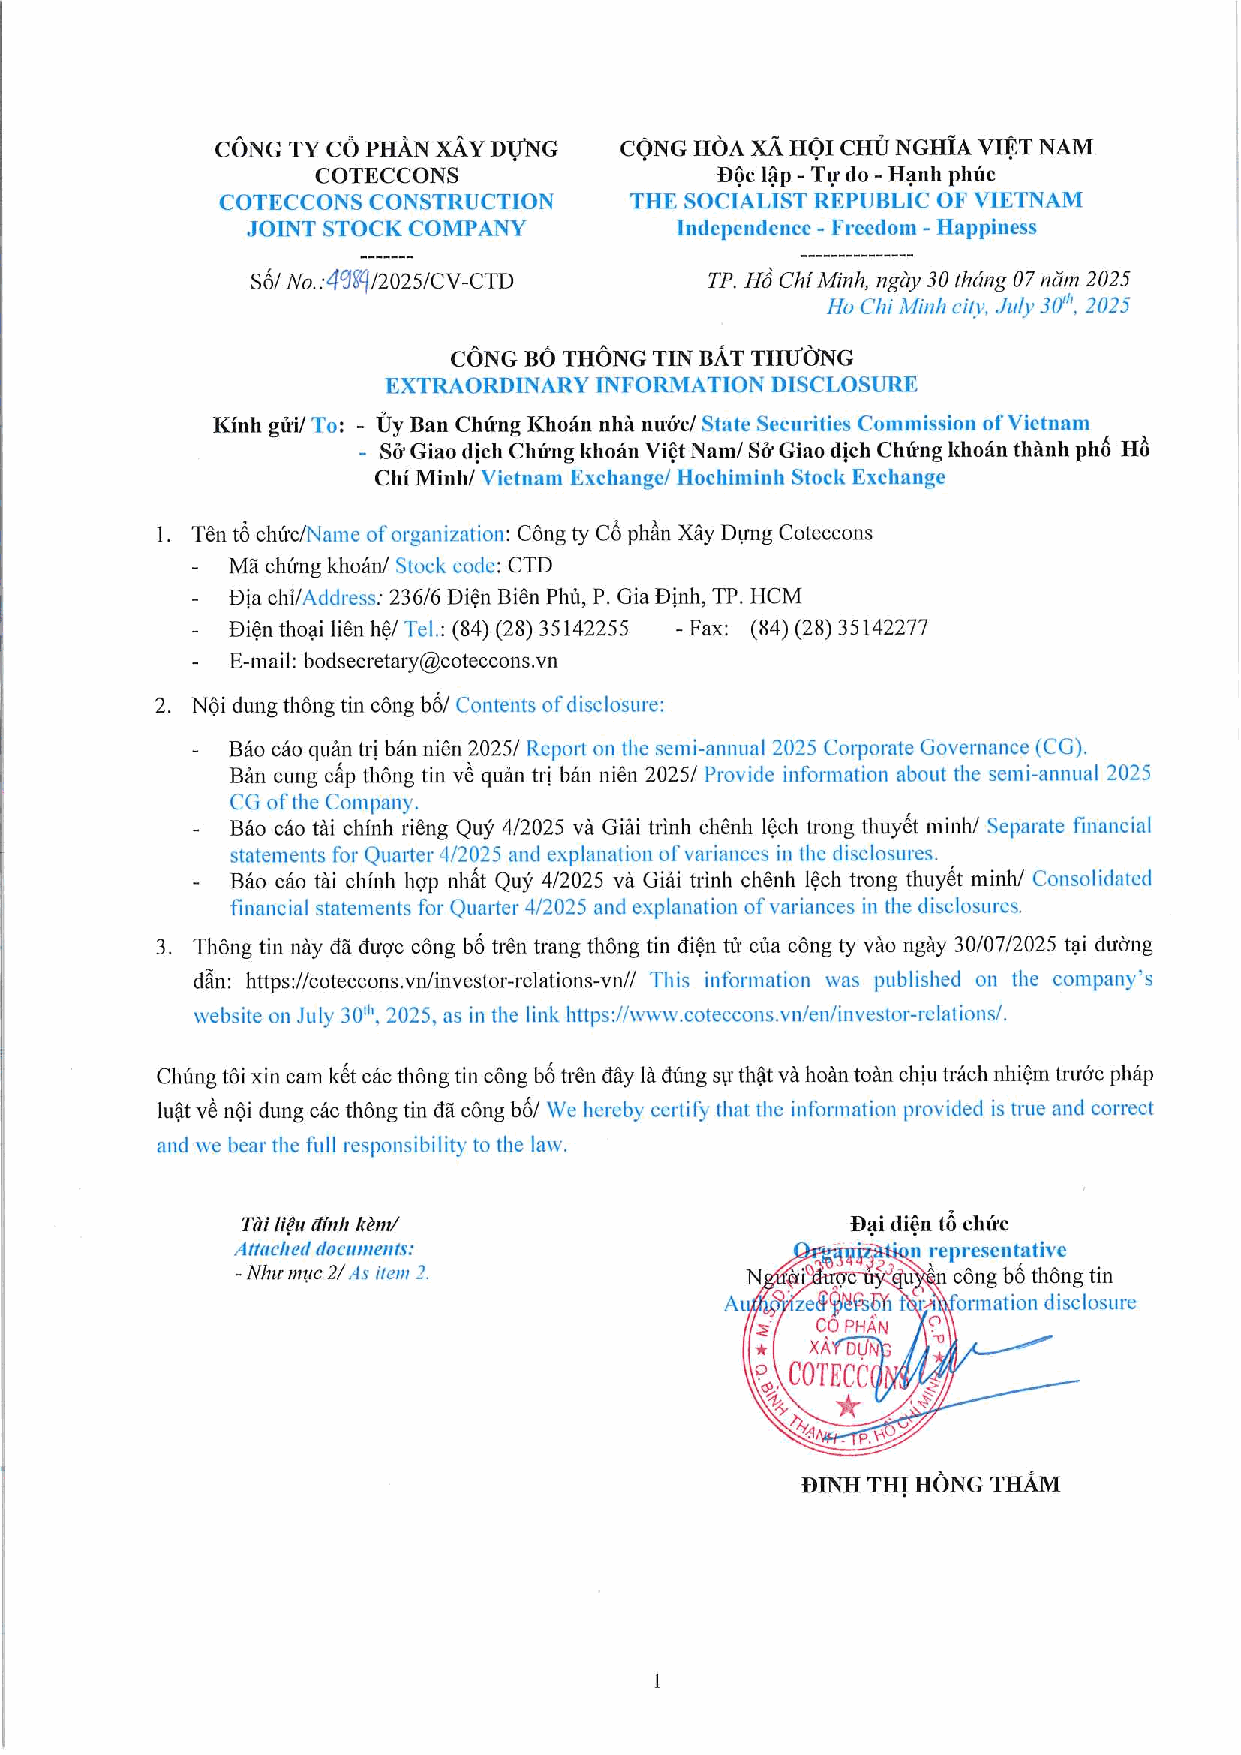 CÔNG TY CỔ PHẦN XÂY DỰNG
COTECCONS
COTECCONS CONSTRUCTION
JOINT STOCK COMPANY
-------
Số/ No.:4989/2025/CV-CTD
CỘNG HÒA XÃ HỘI CHỦ NGHĨA VIỆT NAM
Độc lập - Tự do - Hạnh phúc
THE SOCIALIST REPUBLIC OF VIETNAM
Independence - Freedom - Happiness
---------------
TP. Hồ Chí Minh, ngày 30 tháng 07 năm 2025
Ho Chi Minh city, July 30th, 2025
CÔNG BỐ THÔNG TIN BẤT THƯỜNG
EXTRAORDINARY INFORMATION DISCLOSURE
Kính gửi/ To: - Ủy Ban Chứng Khoán nhà nước/ State Securities Commission of Vietnam
- Sở Giao dịch Chứng khoán Việt Nam/ Sở Giao dịch Chứng khoán thành phố Hồ
Chí Minh/ Vietnam Exchange/ Hochiminh Stock Exchange
1. Tên tổ chức/Name of organization: Công ty Cổ phần Xây Dựng Coteccons
- Mã chứng khoán/ Stock code: CTD
- Địa chỉ/Address: 236/6 Điện Biên Phủ, P. Gia Định, TP. HCM
- Điện thoại liên hệ/ Tel.: (84) (28) 35142255 - Fax: (84) (28) 35142277
- E-mail: bodsecretary@coteccons.vn
2. Nội dung thông tin công bố/ Contents of disclosure:
- Báo cáo quản trị bán niên 2025/ Report on the semi-annual 2025 Corporate Governance (CG).
Bản cung cấp thông tin về quản trị bán niên 2025/ Provide information about the semi-annual 2025
CG of the Company.
- Báo cáo tài chính riêng Quý 4/2025 và Giải trình chênh lệch trong thuyết minh/ Separate financial
statements for Quarter 4/2025 and explanation of variances in the disclosures.
- Báo cáo tài chính hợp nhất Quý 4/2025 và Giải trình chênh lệch trong thuyết minh/ Consolidated
financial statements for Quarter 4/2025 and explanation of variances in the disclosures.
3. Thông tin này đã được công bố trên trang thông tin điện tử của công ty vào ngày 30/07/2025 tại đường
dẫn: https://coteccons.vn/investor-relations-vn// This information was published on the company's
website on July 30th, 2025, as in the link https://www.coteccons.vn/en/investor-relations/.
Chúng tôi xin cam kết các thông tin công bố trên đây là đúng sự thật và hoàn toàn chịu trách nhiệm trước pháp
luật về nội dung các thông tin đã công bố/ We hereby certify that the information provided is true and correct
and we bear the full responsibility to the law.
Tài liệu đính kèm/
Attached documents:
- Như mục 2/ As item 2.
Đại diện tổ chức
Organization representative
Người được ủy quyền công bố thông tin
Authorized person for information disclosure
CÔNG TY
CỔ PHẦN
XÂY DỰNG
COTECCONS
Q. BÌNH THẠNH - TP. HỒ CHÍ MINH
ĐINH THỊ HỒNG THẮM
1